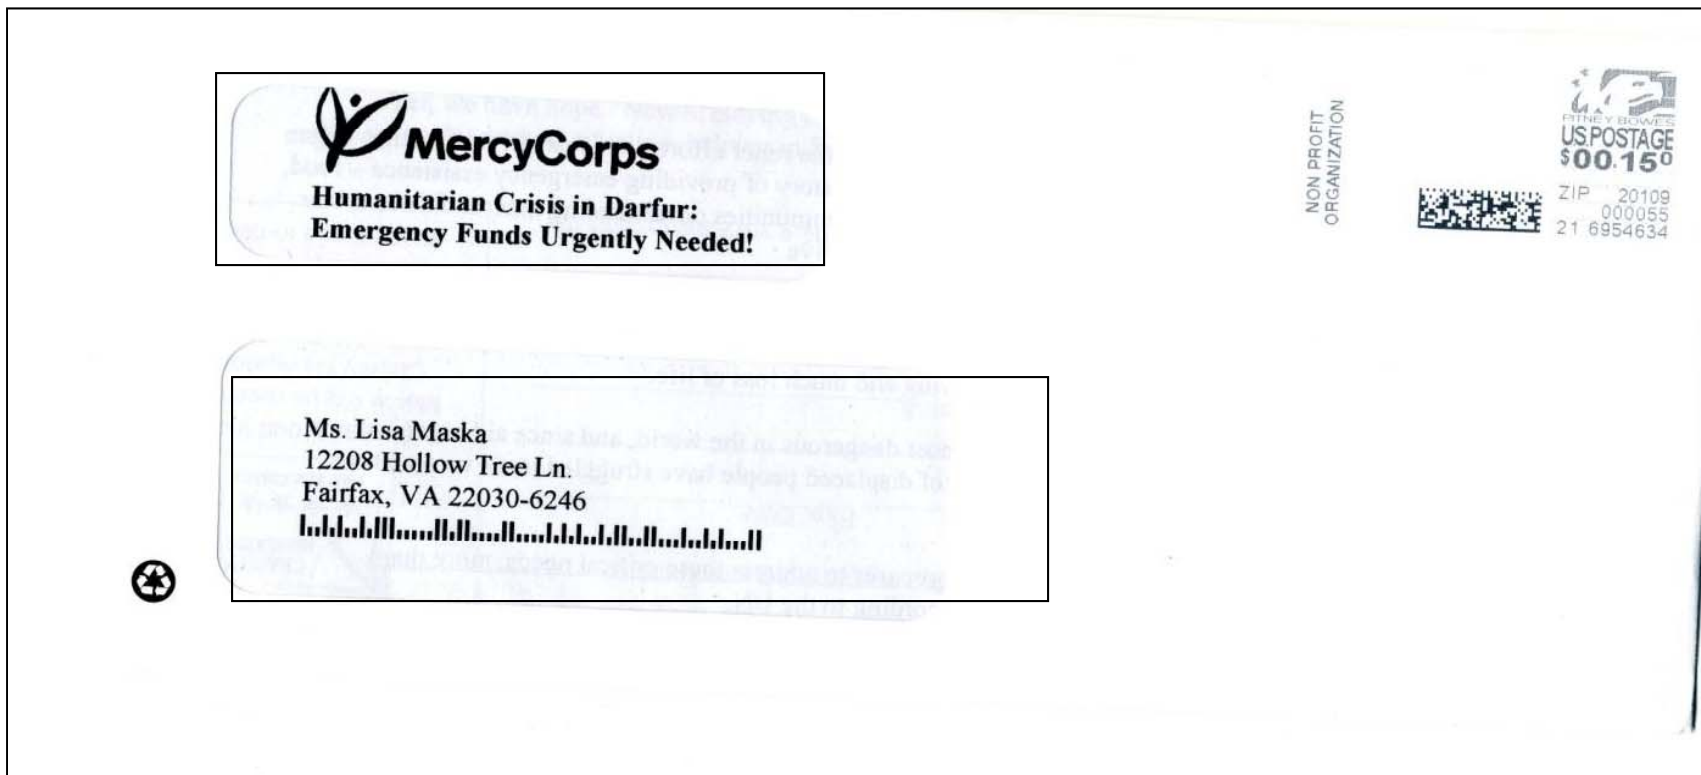 MercyCorps
Humanitarian Crisis in Darfur:
Emergency Funds Urgently Needed!
NON PROFIT
ORGANIZATION
PITNEY BOWES
US POSTAGE
$00.150
ZIP 20109
000055
21 6954634
Ms. Lisa Maska
12208 Hollow Tree Ln.
Fairfax, VA 22030-6246